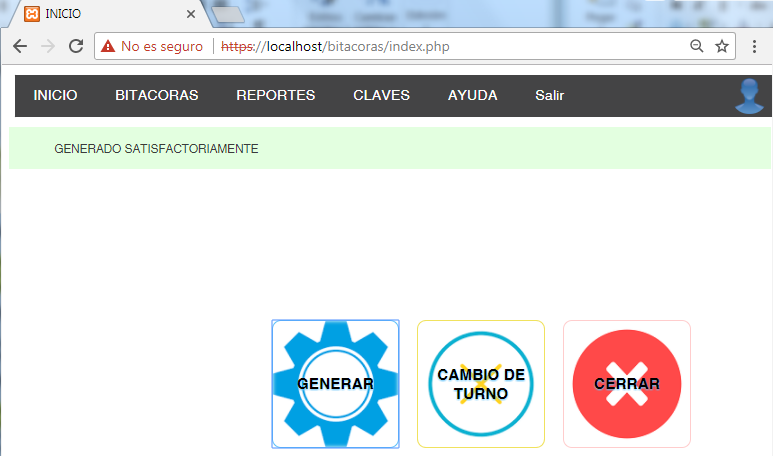 INICIO
No es seguro https://localhost/bitacoras/index.php
INICIO BITACORAS REPORTES CLAVES AYUDA Salir
GENERADO SATISFACTORIAMENTE
GENERAR
CAMBIO DE
TURNO
CERRAR